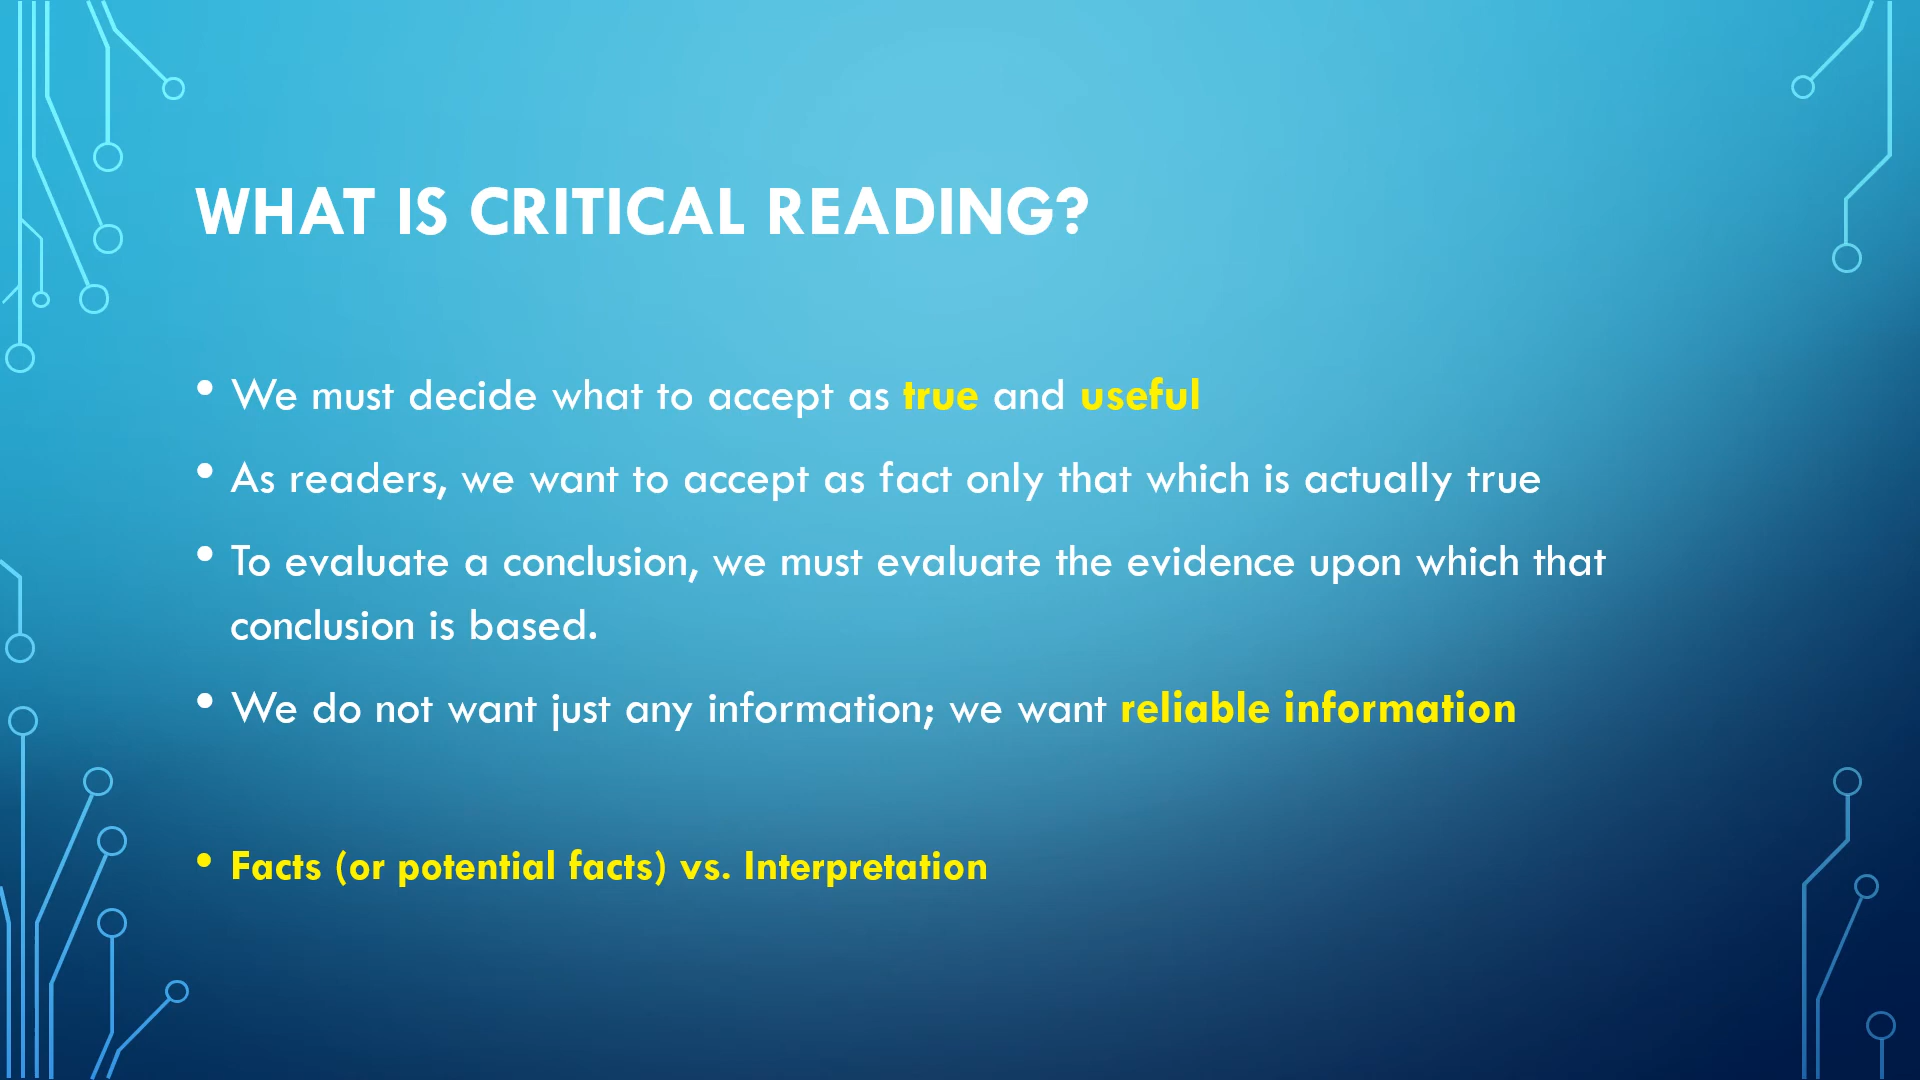 WHAT IS CRITICAL READING?
• We must decide what to accept as true and useful
• As readers, we want to accept as fact only that which is actually true
• To evaluate a conclusion, we must evaluate the evidence upon which that
conclusion is based.
• We do not want just any information; we want reliable information
• Facts (or potential facts) vs. Interpretation